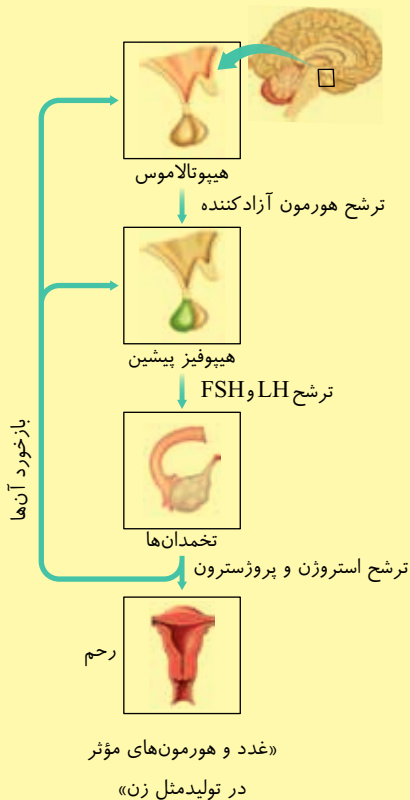 هیپوتالاموس
ترشح هورمون آزادکننده
هیپوفیز پیشین
ترشح LH و FSH
تخمدان‌ها
بازخورد آن‌ها
ترشح استروژن و پروژسترون
رحم
«غدد و هورمون‌های مؤثر
در تولیدمثل زن»